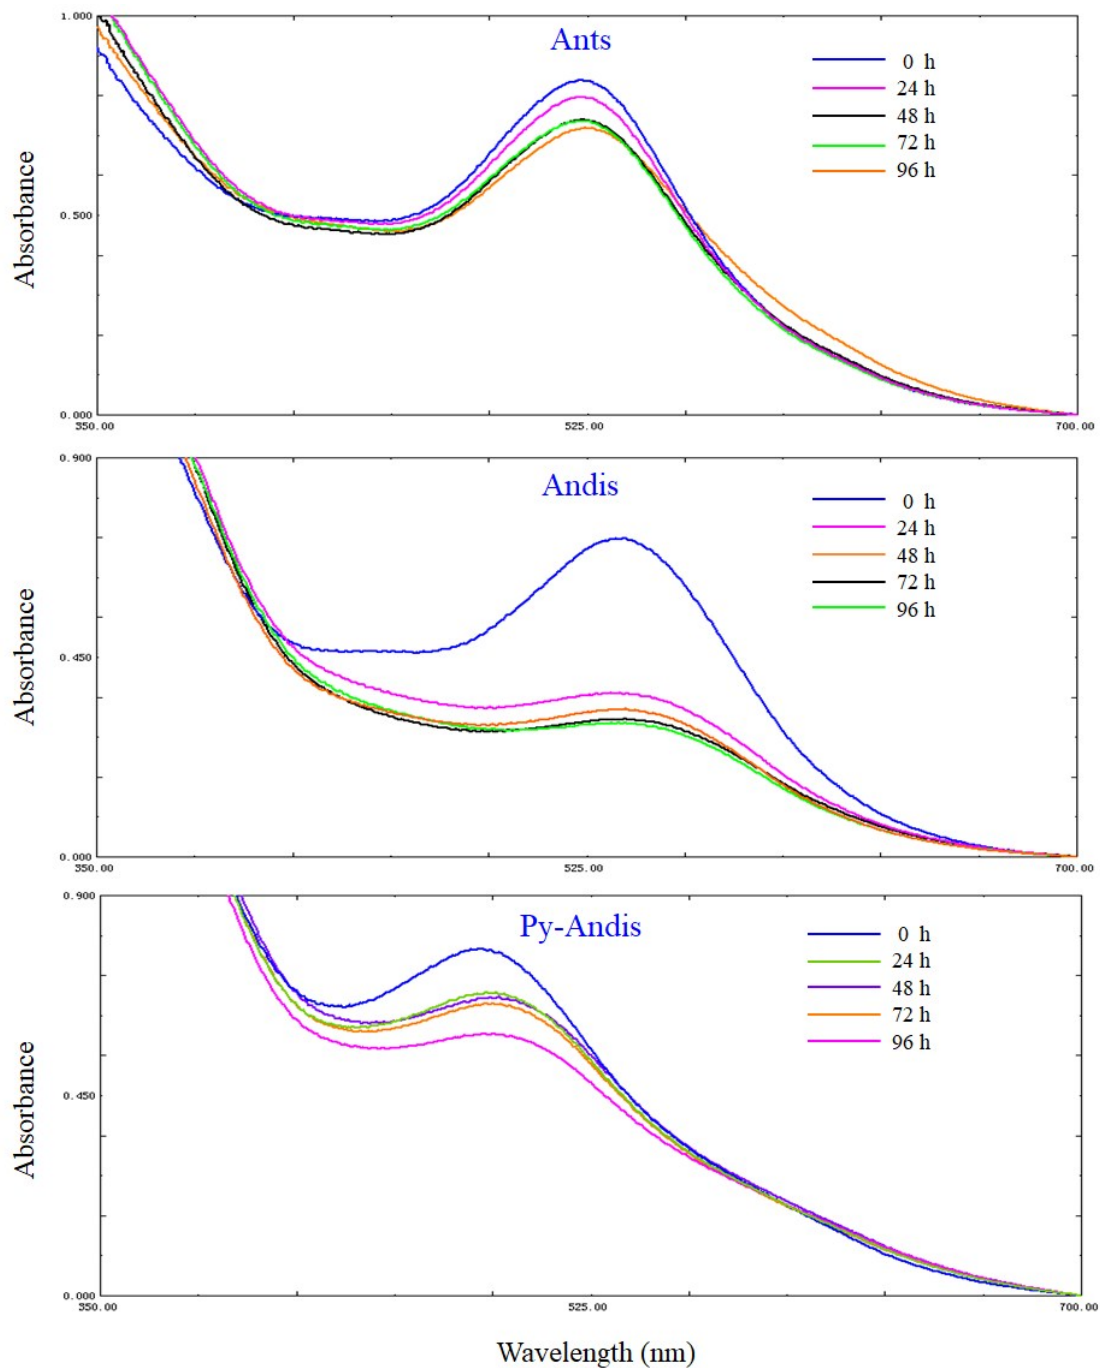 1.000
Ants
0 h
24 h
48 h
72 h
96 h
Absorbance
0.500
0.000
350.00
525.00
700.00
0.900
Andis
0 h
24 h
48 h
72 h
96 h
Absorbance
0.450
0.000
350.00
525.00
700.00
0.900
Py-Andis
0 h
24 h
48 h
72 h
96 h
Absorbance
0.450
0.000
350.00
525.00
700.00
Wavelength (nm)